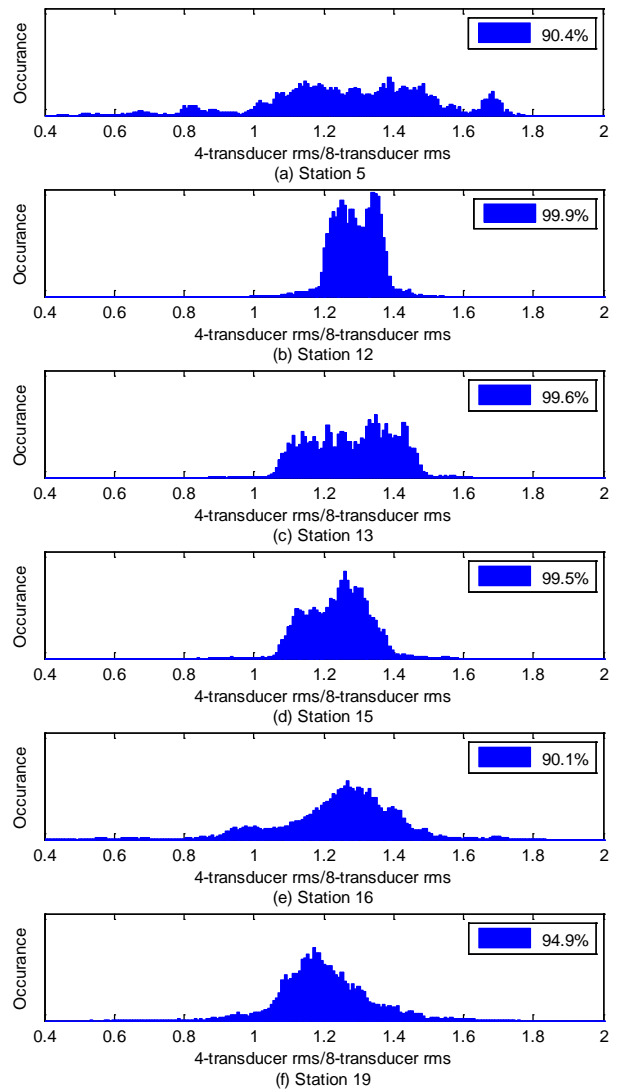 Occurance
90.4%
0.4 0.6 0.8 1 1.2 1.4 1.6 1.8 2
4-transducer rms/8-transducer rms
(a) Station 5
Occurance
99.9%
0.4 0.6 0.8 1 1.2 1.4 1.6 1.8 2
4-transducer rms/8-transducer rms
(b) Station 12
Occurance
99.6%
0.4 0.6 0.8 1 1.2 1.4 1.6 1.8 2
4-transducer rms/8-transducer rms
(c) Station 13
Occurance
99.5%
0.4 0.6 0.8 1 1.2 1.4 1.6 1.8 2
4-transducer rms/8-transducer rms
(d) Station 15
Occurance
90.1%
0.4 0.6 0.8 1 1.2 1.4 1.6 1.8 2
4-transducer rms/8-transducer rms
(e) Station 16
Occurance
94.9%
0.4 0.6 0.8 1 1.2 1.4 1.6 1.8 2
4-transducer rms/8-transducer rms
(f) Station 19